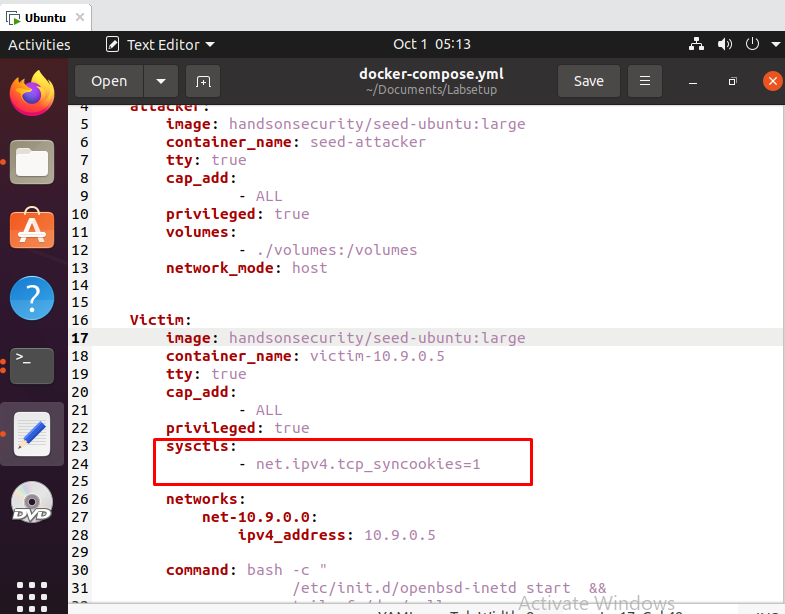 Ubuntu
Activities
Text Editor
Oct 1 05:13
Open
docker-compose.yml
~/Documents/Labsetup
Save
4 attacker:
5 image: handsonsecurity/seed-ubuntu:large
6 container_name: seed-attacker
7 tty: true
8 cap_add:
9 - ALL
10 privileged: true
11 volumes:
12 - ./volumes:/volumes
13 network_mode: host
14
15
16 Victim:
17 image: handsonsecurity/seed-ubuntu:large
18 container_name: victim-10.9.0.5
19 tty: true
20 cap_add:
21 - ALL
22 privileged: true
23 sysctls:
24 - net.ipv4.tcp_syncookies=1
25
26 networks:
27 net-10.9.0.0:
28 ipv4_address: 10.9.0.5
29
30 command: bash -c "
31 /etc/init.d/openbsd-inetd start &&
Activate Windows
DVD